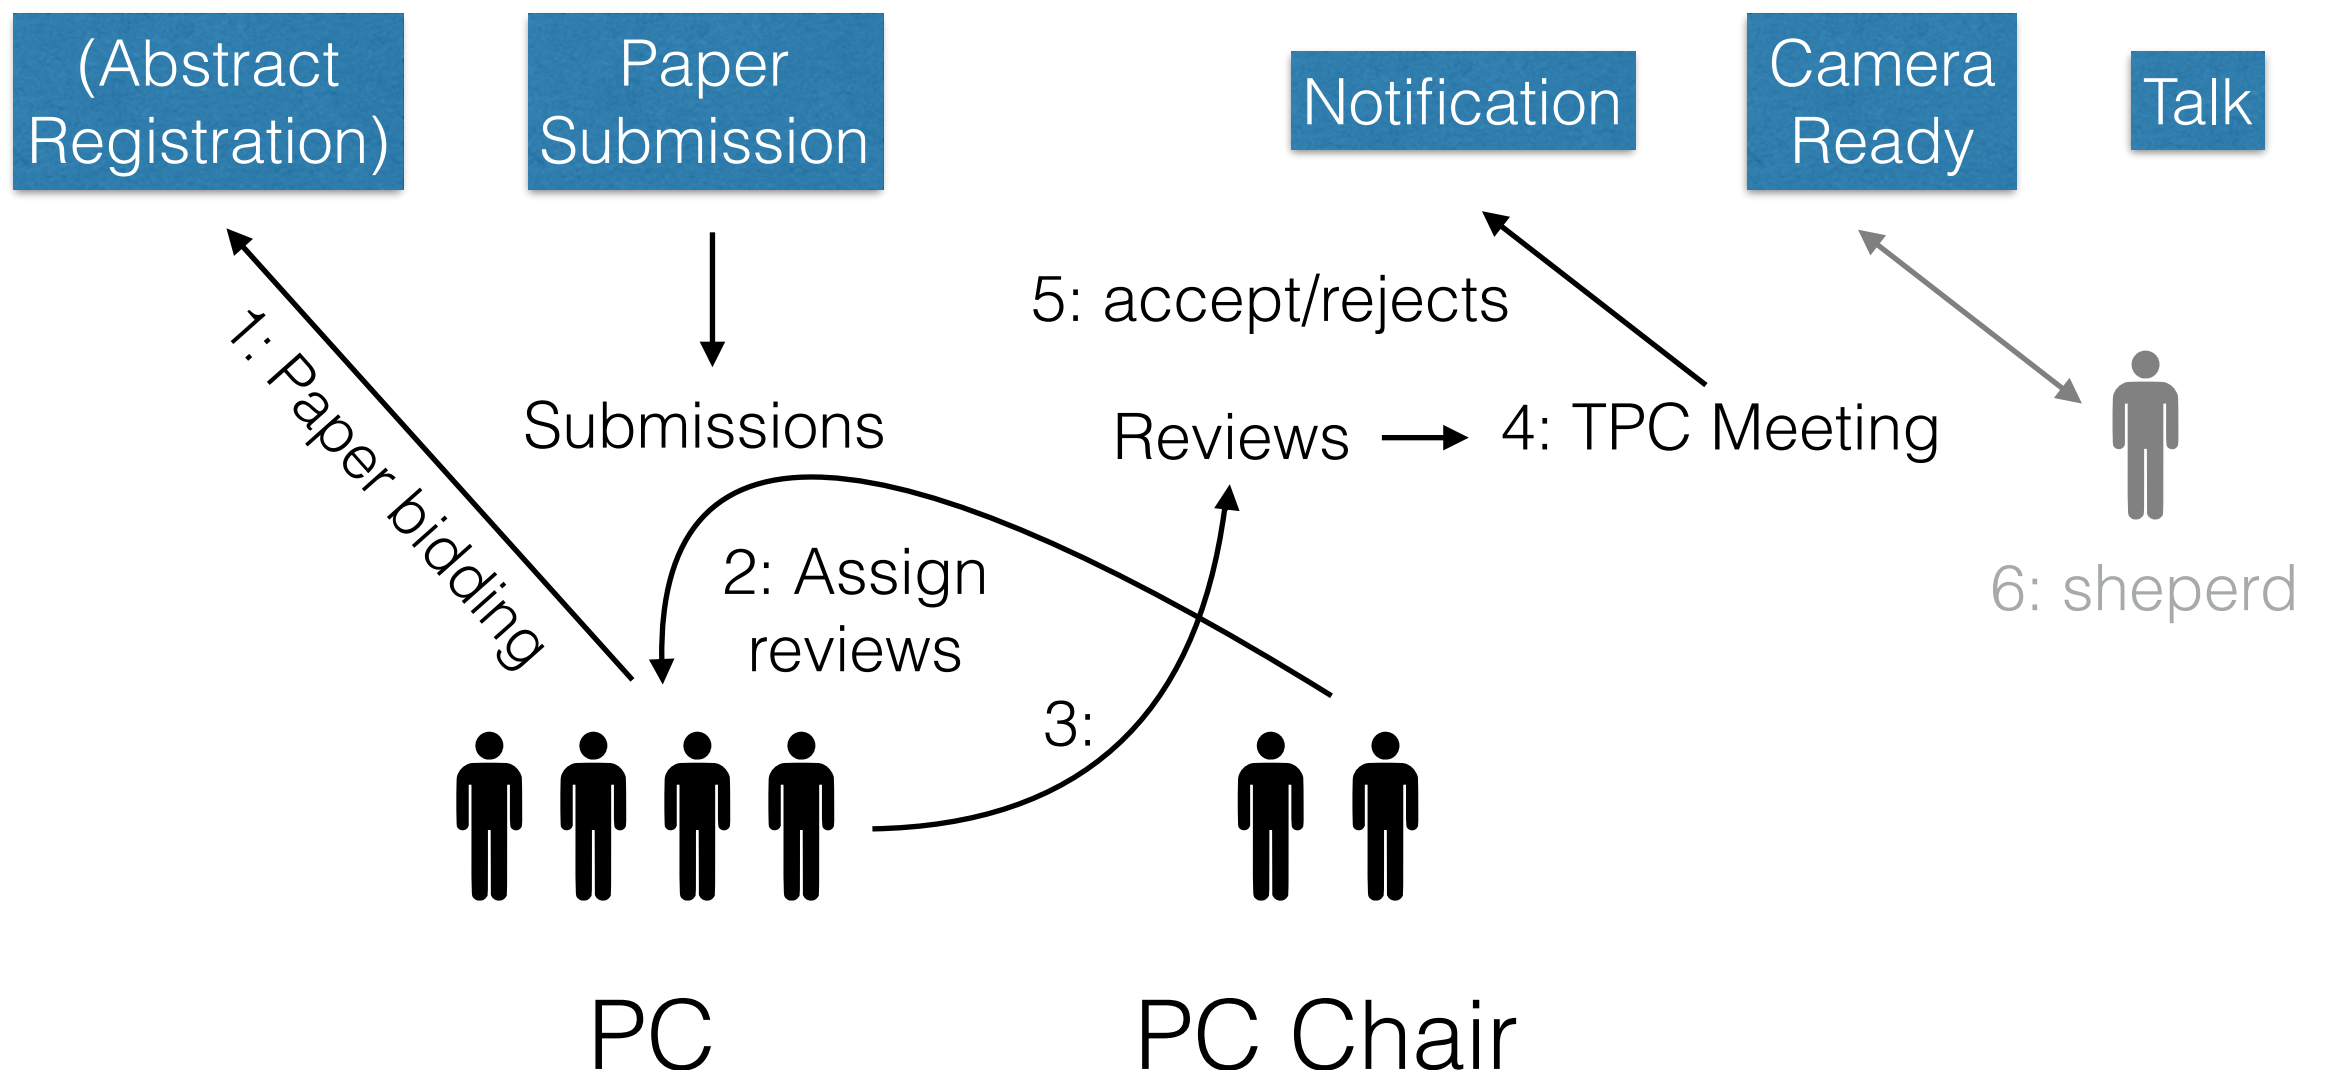 (Abstract
Registration)
Paper
Submission
Notification
Camera
Ready
Talk
1: Paper bidding
Submissions
5: accept/rejects
Reviews
4: TPC Meeting
2: Assign
reviews
3:
6: sheperd
PC
PC Chair